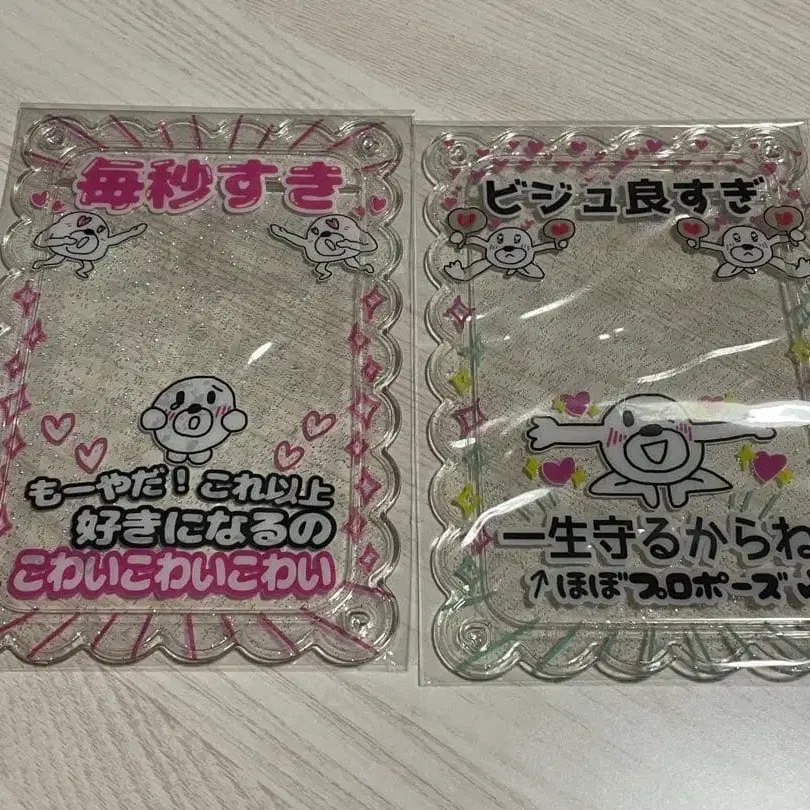 毎秒すき
もーやだ！これ以上
好きになるの
こわいこわいこわい
ビジュ良すぎ
一生守るからね
↑ほぼプロポーズ